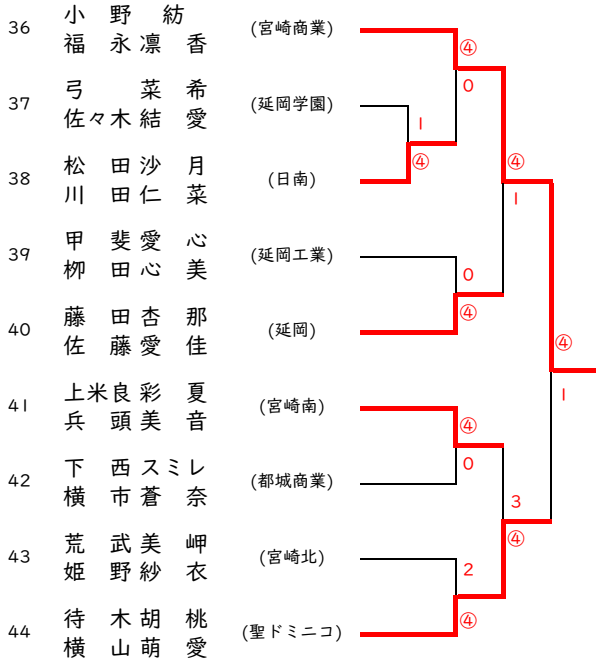 36 小野 紡 (宮崎商業)
福永凛香
④
0
37 弓 菜希 (延岡学園)
佐々木結愛
1
④
38 松田沙月 (日南)
川田仁菜
④
1
39 甲斐愛心 (延岡工業)
栁田心美
0
④
40 藤田杏那 (延岡)
佐藤愛佳
④
1
41 上米良彩夏 (宮崎南)
兵頭美音
④
0
42 下西スミレ (都城商業)
横市蒼奈
3
④
43 荒武美岬 (宮崎北)
姫野紗衣
2
④
44 待木胡桃 (聖ドミニコ)
横山萌愛